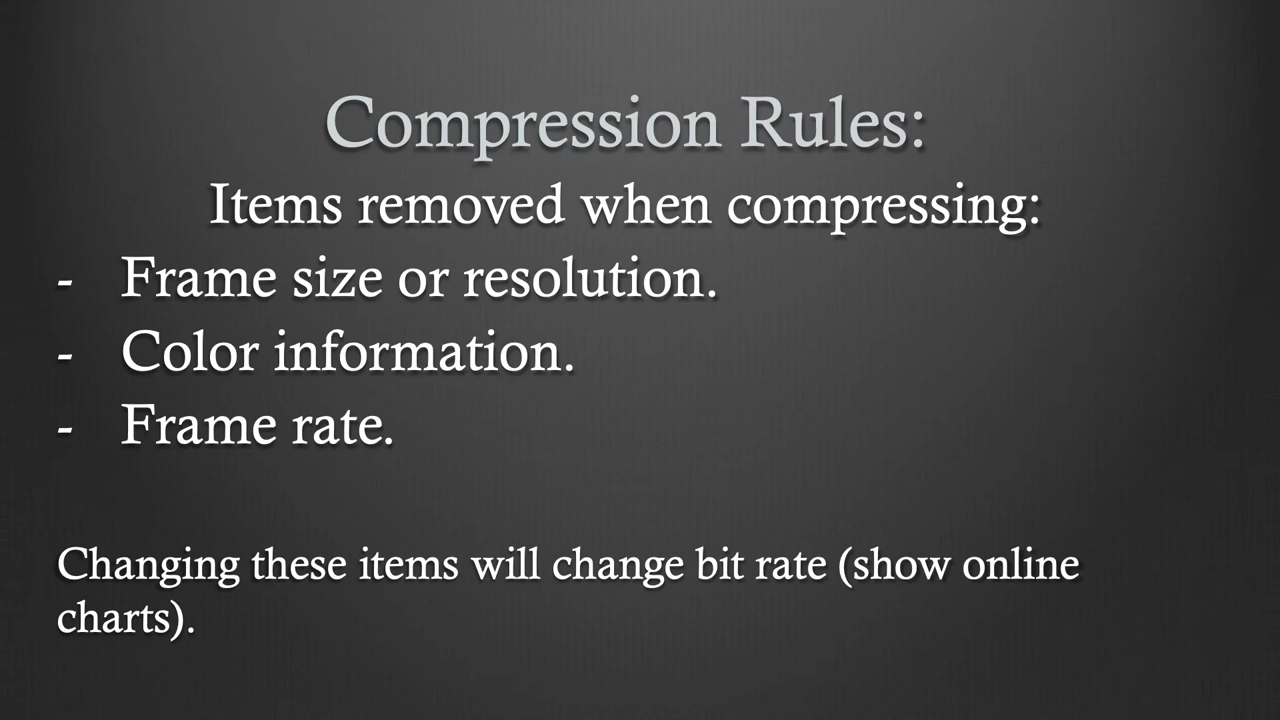 Compression Rules:
Items removed when compressing:
- Frame size or resolution.
- Color information.
- Frame rate.
Changing these items will change bit rate (show online
charts).